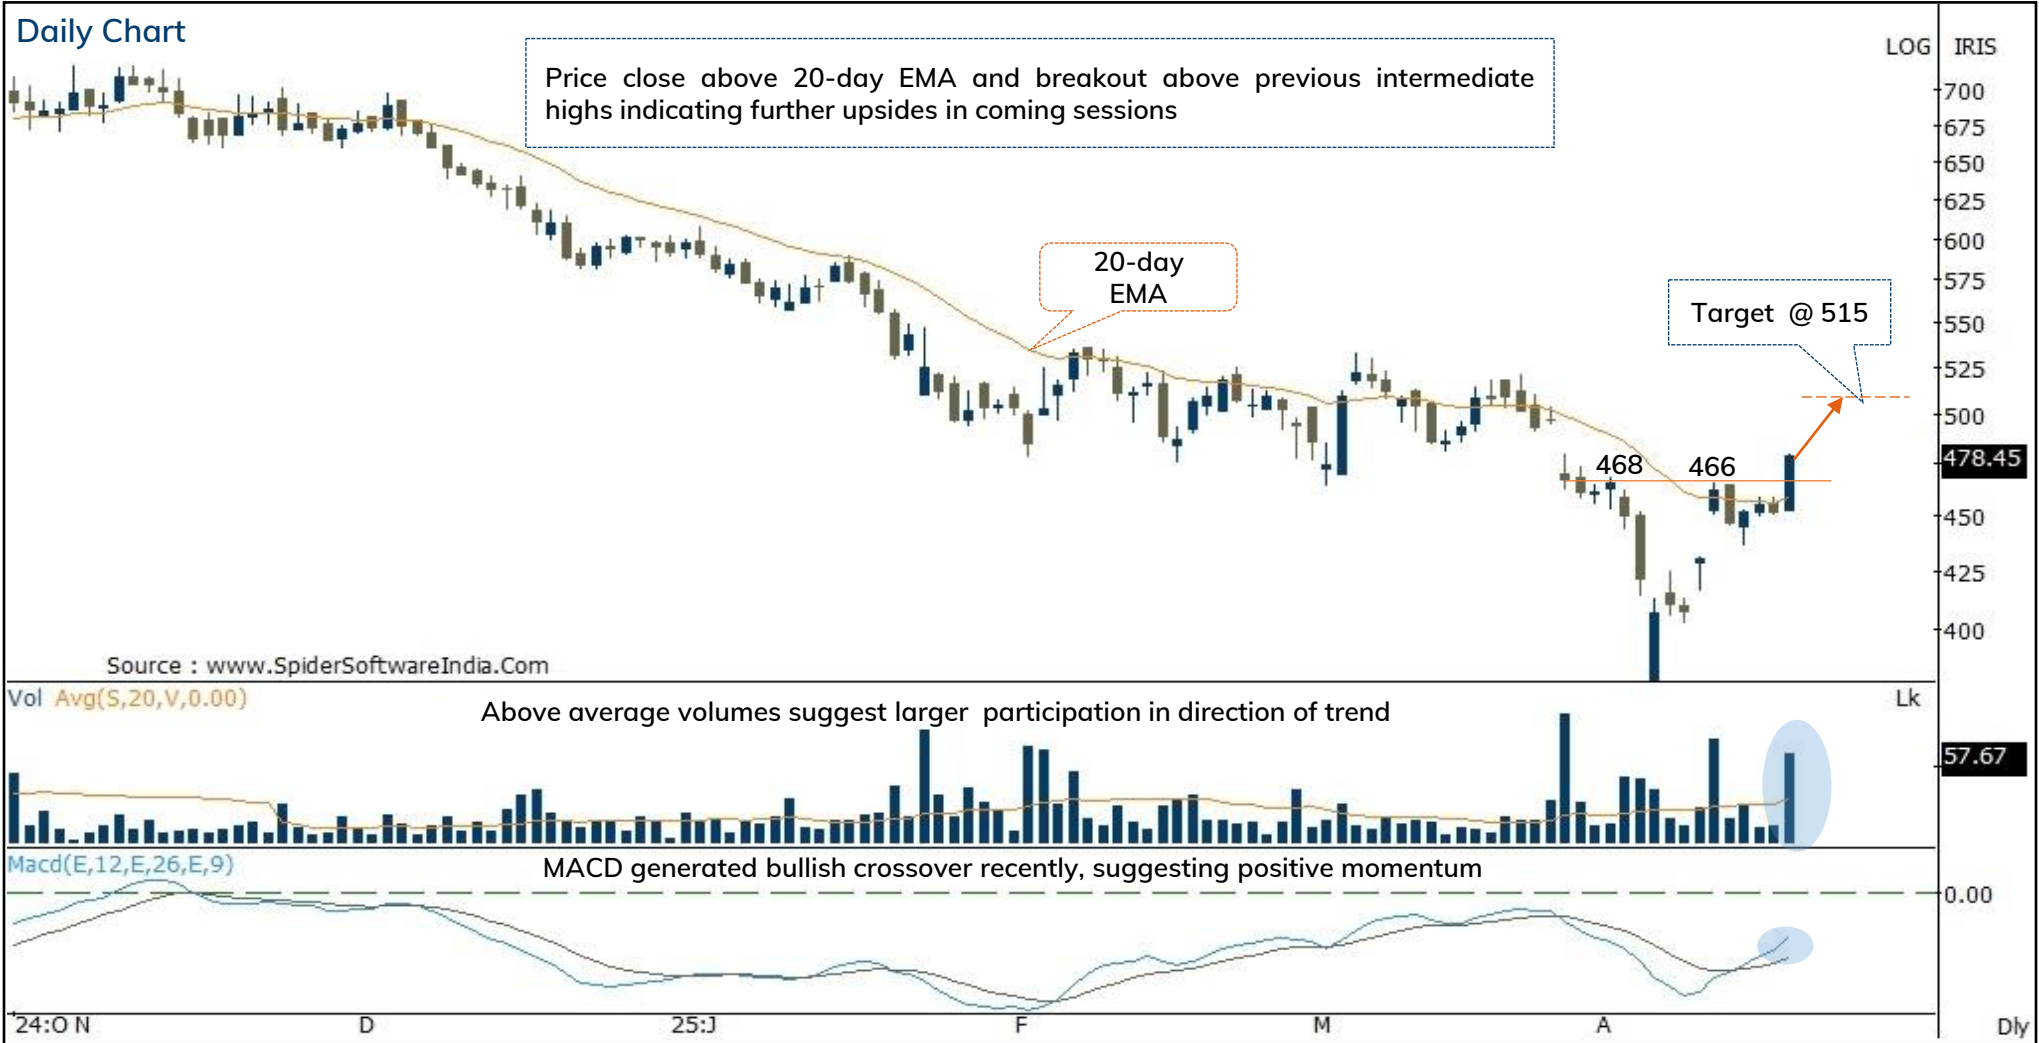 Daily Chart
LOG
IRIS
Price close above 20-day EMA and breakout above previous intermediate
highs indicating further upsides in coming sessions
700
675
650
625
600
575
550
525
500
478.45
450
425
400
20-day
EMA
Target @ 515
468
466
Source : www.SpiderSoftwareIndia.Com
Vol Avg(S,20,V,0.00)
Above average volumes suggest larger participation in direction of trend
Lk
57.67
Macd(E,12,E,26,E,9)
MACD generated bullish crossover recently, suggesting positive momentum
0.00
24:O N D 25:J F M A
Dly